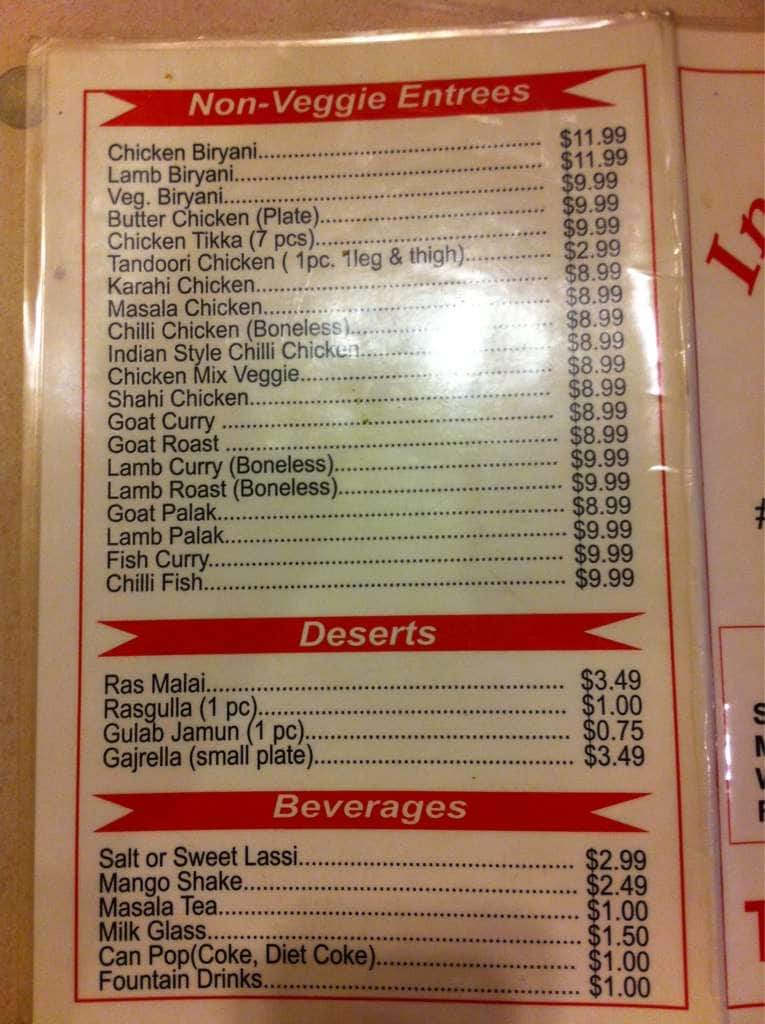 Non-Veggie Entrees
Chicken Biryani.................................................. $11.99
Lamb Biryani...................................................... $11.99
Veg. Biryani........................................................ $9.99
Butter Chicken (Plate)........................................ $9.99
Chicken Tikka (7 pcs)......................................... $9.99
Tandoori Chicken ( 1pc. 1leg & thigh)............... $2.99
Karahi Chicken................................................... $8.99
Masala Chicken.................................................. $8.99
Chilli Chicken (Boneless)................................... $8.99
Indian Style Chilli Chicken.................................. $8.99
Chicken Mix Veggie............................................ $8.99
Shahi Chicken..................................................... $8.99
Goat Curry .......................................................... $8.99
Goat Roast .......................................................... $8.99
Lamb Curry (Boneless)....................................... $9.99
Lamb Roast (Boneless)...................................... $9.99
Goat Palak........................................................... $8.99
Lamb Palak......................................................... $9.99
Fish Curry............................................................ $9.99
Chilli Fish............................................................. $9.99
Deserts
Ras Malai............................................................ $3.49
Rasgulla (1 pc).................................................... $1.00
Gulab Jamun (1 pc)............................................ $0.75
Gajrella (small plate)........................................... $3.49
Beverages
Salt or Sweet Lassi............................................. $2.99
Mango Shake...................................................... $2.49
Masala Tea.......................................................... $1.00
Milk Glass............................................................ $1.50
Can Pop(Coke, Diet Coke)................................. $1.00
Fountain Drinks................................................... $1.00
In
#